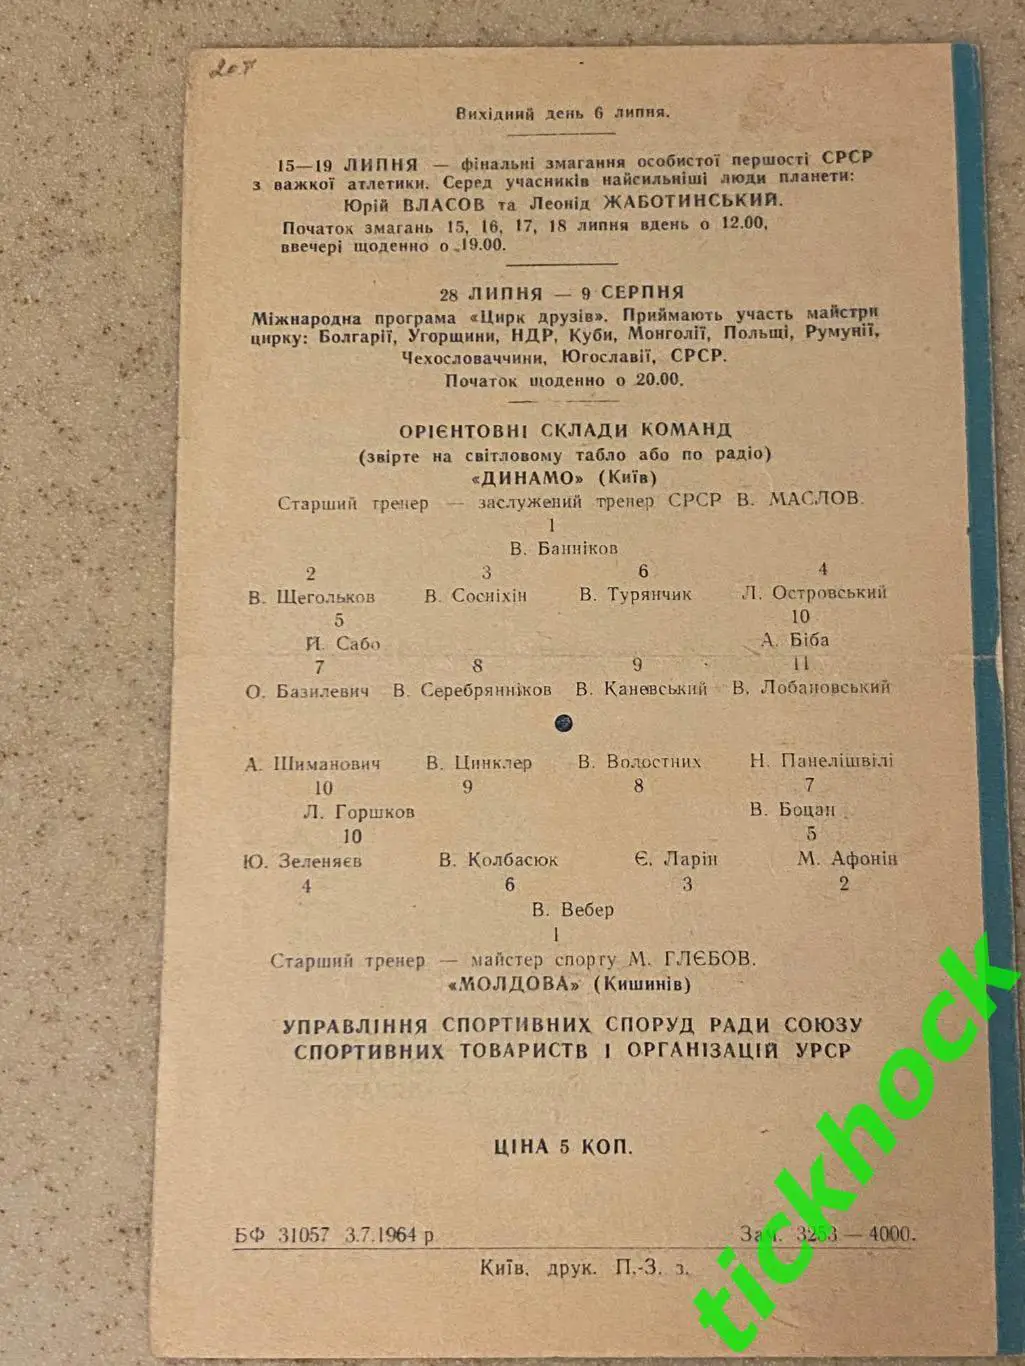 Вихідний день 6 липня.
15—19 ЛИПНЯ — фінальні змагання особистої першості СРСР
з важкої атлетики. Серед учасників найсильніші люди планети:
Юрій ВЛАСОВ та Леонід ЖАБОТИНСЬКИЙ.
Початок змагань 15, 16, 17, 18 липня вдень о 12.00,
ввечері щоденно о 19.00.
28 ЛИПНЯ — 9 СЕРПНЯ
Міжнародна програма «Цирк друзів». Приймають участь майстри
цирку: Болгарії, Угорщини, НДР, Куби, Монголії, Польщі, Румунії,
Чехословаччини, Югославії, СРСР.
Початок щоденно о 20.00.
ОРІЄНТОВНІ СКЛАДИ КОМАНД
(звірте на світловому табло або по радіо)
«ДИНАМО» (Київ)
Старший тренер — заслужений тренер СРСР В. МАСЛОВ.
1
В. Банніков
2 3 6 4
В. Щегольков В. Сосніхін В. Турянчик Л. Островський
5 10
Й. Сабо А. Біба
7 8 9 11
О. Базилевич В. Серебрянніков В. Каневський В. Лобановський
А. Шиманович В. Цинклер В. Волостних Н. Панелішвілі
10 9 8 7
Л. Горшков В. Боцан
10 5
Ю. Зеленяєв В. Колбасюк Є. Ларін М. Афонін
4 6 3 2
В. Вебер
1
Старший тренер — майстер спорту М. ГЛЄБОВ.
«МОЛДОВА» (Кишинів)
УПРАВЛІННЯ СПОРТИВНИХ СПОРУД РАДИ СОЮЗУ
СПОРТИВНИХ ТОВАРИСТВ І ОРГАНІЗАЦІЙ УРСР
ЦІНА 5 КОП.
БФ 31057 3.7.1964 р Зам. 3253 — 4000.
Київ, друк. П.-З. з.
tickhock